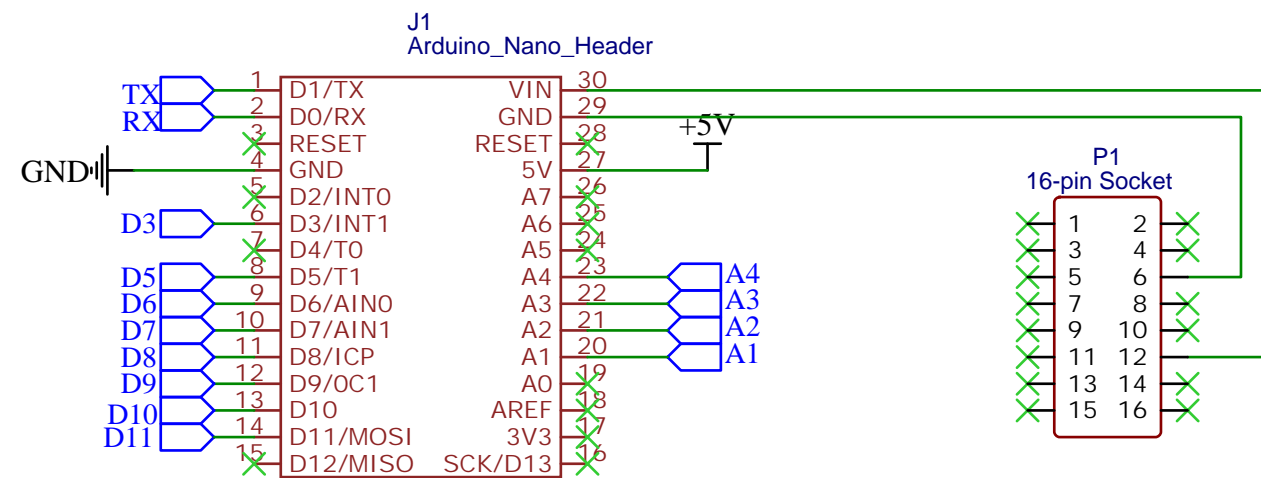 J1
Arduino_Nano_Header
TX 1 D1/TX VIN 30
RX 2 D0/RX GND 29
3 RESET RESET 28 +5V
GND 4 GND 5V 27
5 D2/INT0 A7 26
D3 6 D3/INT1 A6 25
7 D4/T0 A5 24
D5 8 D5/T1 A4 23 A4
D6 9 D6/AIN0 A3 22 A3
D7 10 D7/AIN1 A2 21 A2
D8 11 D8/ICP A1 20 A1
D9 12 D9/0C1 A0 19
D10 13 D10 AREF 18
D11 14 D11/MOSI 3V3 17
15 D12/MISO SCK/D13 16
P1
16-pin Socket
1 2
3 4
5 6
7 8
9 10
11 12
13 14
15 16